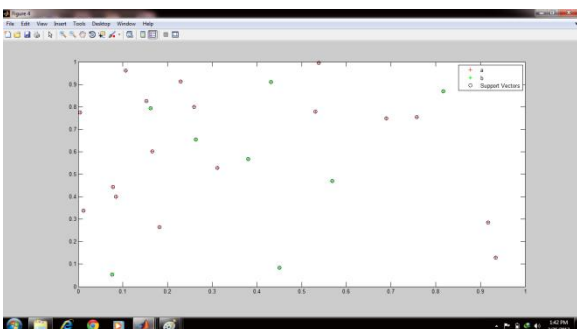 Figure 4
File Edit View Insert Tools Desktop Window Help
1
0.9
0.8
0.7
0.6
0.5
0.4
0.3
0.2
0.1
0
0 0.1 0.2 0.3 0.4 0.5 0.6 0.7 0.8 0.9 1
a
b
Support Vectors
1:42 PM